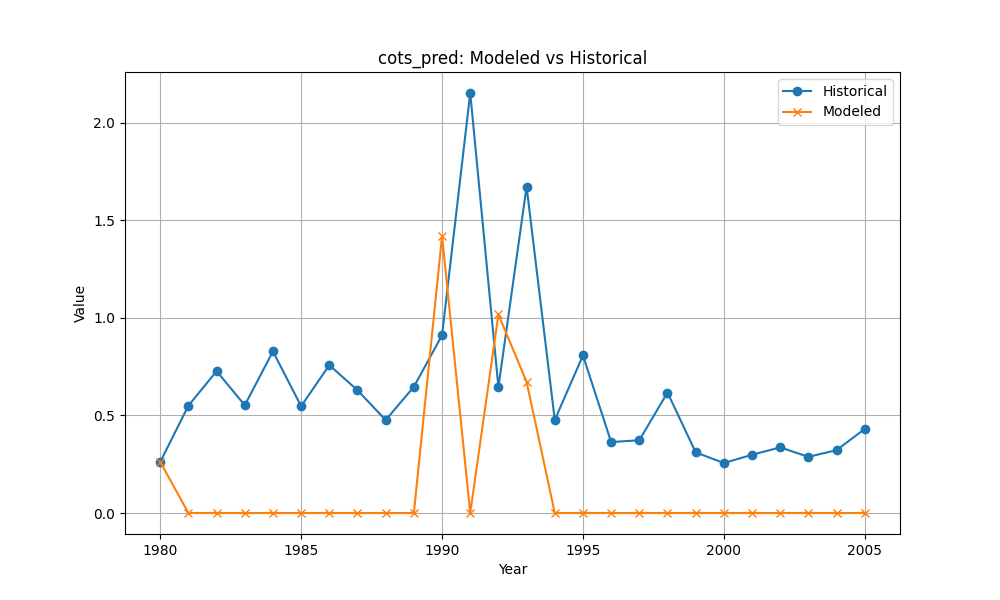 cots_pred: Modeled vs Historical
Historical
Modeled
Value
2.0
1.5
1.0
0.5
0.0
1980 1985 1990 1995 2000 2005
Year